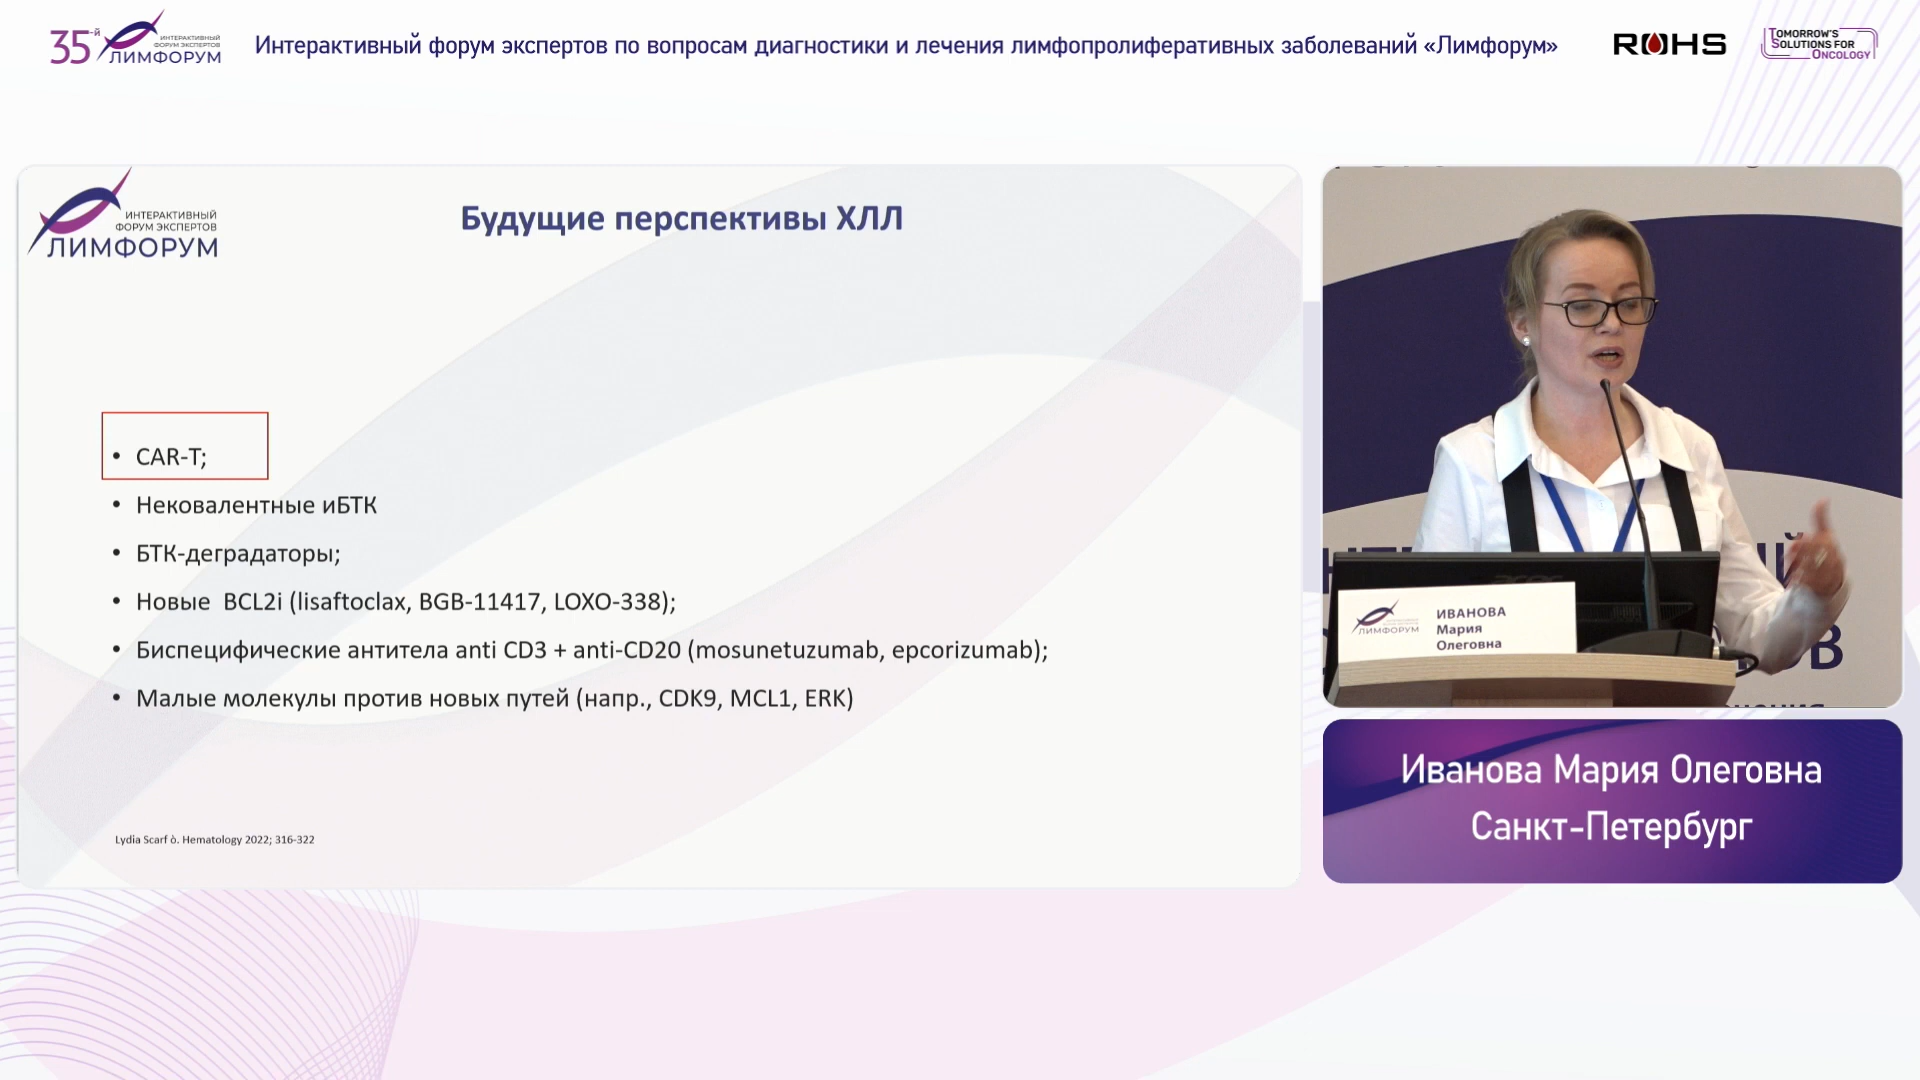 35-й
ИНТЕРАКТИВНЫЙ
ФОРУМ ЭКСПЕРТОВ
ЛИМФОРУМ
Интерактивный форум экспертов по вопросам диагностики и лечения лимфопролиферативных заболеваний «Лимфорум»
ROHS
TOMORROW'S
SOLUTIONS FOR
ONCOLOGY
ИНТЕРАКТИВНЫЙ
ФОРУМ ЭКСПЕРТОВ
ЛИМФОРУМ
Будущие перспективы ХЛЛ
• CAR-T;
• Нековалентные иБТК
• БТК-деградаторы;
• Новые BCL2i (lisaftoclax, BGB-11417, LOXO-338);
• Биспецифические антитела anti CD3 + anti-CD20 (mosunetuzumab, epcorizumab);
• Малые молекулы против новых путей (напр., CDK9, MCL1, ERK)
Lydia Scarf ò. Hematology 2022; 316-322
ЛИМФОРУМ
ИВАНОВА
Мария
Олеговна
Иванова Мария Олеговна
Санкт-Петербург